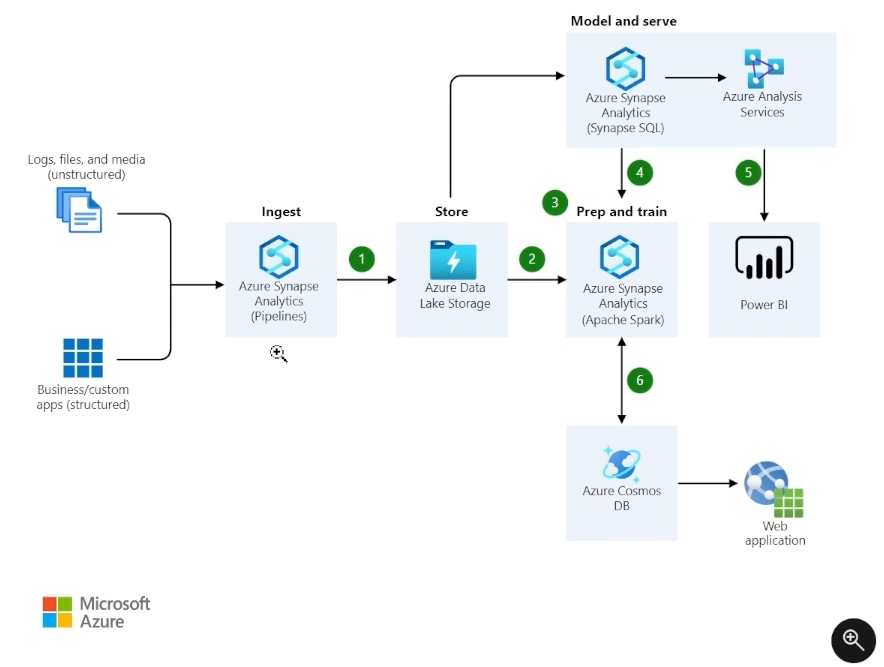 Model and serve
Azure Synapse
Analytics
(Synapse SQL)
Azure Analysis
Services
Logs, files, and media
(unstructured)
4
5
3
Ingest
Store
Prep and train
1
2
Azure Synapse
Analytics
(Pipelines)
Azure Data
Lake Storage
Azure Synapse
Analytics
(Apache Spark)
Power BI
6
Business/custom
apps (structured)
Azure Cosmos
DB
Web
application
Microsoft
Azure